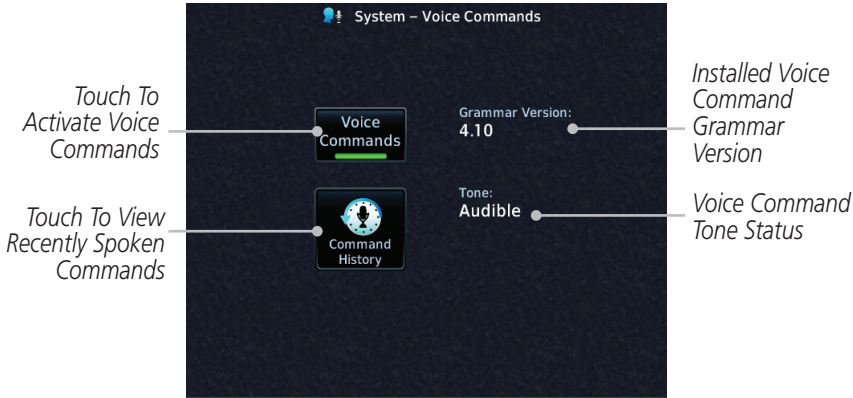 System – Voice Commands
Touch To
Activate Voice
Commands
Voice
Commands
Grammar Version:
4.10
Installed Voice
Command
Grammar
Version
Touch To View
Recently Spoken
Commands
Command
History
Tone:
Audible
Voice Command
Tone Status